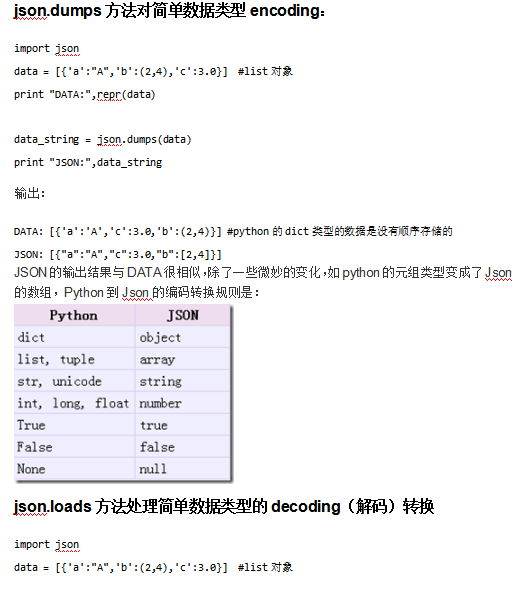 json.dumps 方法对简单数据类型 encoding：
import json
data = [{'a':"A",'b':(2,4),'c':3.0}]  #list 对象
print "DATA:",repr(data)
data_string = json.dumps(data)
print "JSON:",data_string
输出：
DATA: [{'a':'A','c':3.0,'b':(2,4)}] #python 的 dict 类型的数据是没有顺序存储的
JSON: [{"a":"A","c":3.0,"b":[2,4]}]
JSON 的输出结果与 DATA 很相似，除了一些微妙的变化，如 python 的元组类型变成了 Json
的数组，Python 到 Json 的编码转换规则是：
Python JSON
dict object
list, tuple array
str, unicode string
int, long, float number
True true
False false
None null
json.loads 方法处理简单数据类型的 decoding（解码）转换
import json
data = [{'a':"A",'b':(2,4),'c':3.0}]  #list 对象